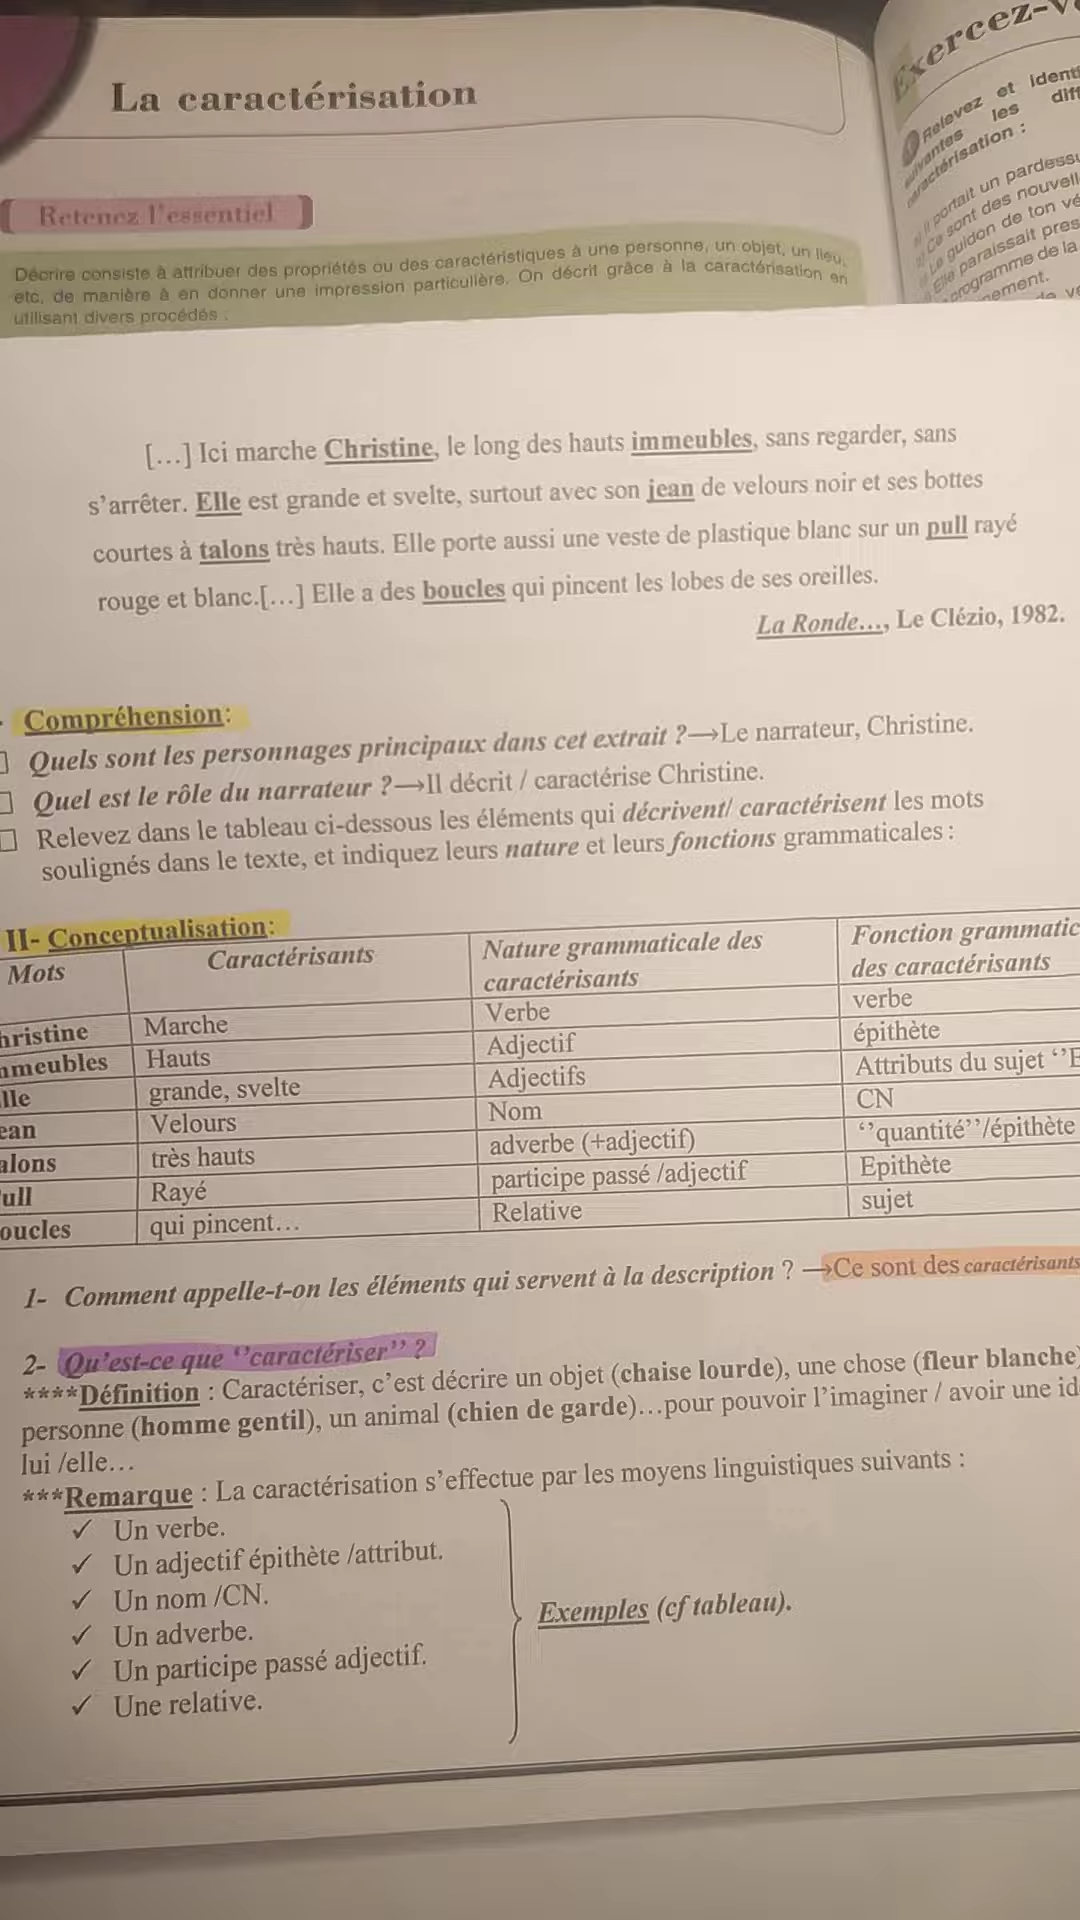 La caractérisation
Retenez l'essentiel
Décrire consiste à attribuer des propriétés ou des caractéristiques à une personne, un objet, un lieu,
etc, de manière à en donner une impression particulière. On décrit grâce à la caractérisation en
utilisant divers procédés :
Exercez-v
Relevez et identi
suivantes les diff
caractérisation :
Il portait un pardessu
Ce sont des nouvell
Le guidon de ton vé
Elle paraissait pres
programme de la
nement.
de ve
[...] Ici marche Christine, le long des hauts immeubles, sans regarder, sans
s'arrêter. Elle est grande et svelte, surtout avec son jean de velours noir et ses bottes
courtes à talons très hauts. Elle porte aussi une veste de plastique blanc sur un pull rayé
rouge et blanc.[...] Elle a des boucles qui pincent les lobes de ses oreilles.
La Ronde..., Le Clézio, 1982.
Compréhension:
Quels sont les personnages principaux dans cet extrait ?→Le narrateur, Christine.
Quel est le rôle du narrateur ?→Il décrit / caractérise Christine.
Relevez dans le tableau ci-dessous les éléments qui décrivent/ caractérisent les mots
soulignés dans le texte, et indiquez leurs nature et leurs fonctions grammaticales :
II- Conceptualisation:
Mots Caractérisants Nature grammaticale des caractérisants Fonction grammatic des caractérisants
hristine Marche Verbe verbe
mmeubles Hauts Adjectif épithète
lle grande, svelte Adjectifs Attributs du sujet ‘’E
ean Velours Nom CN
alons très hauts adverbe (+adjectif) ‘’quantité’’/épithète
ull Rayé participe passé /adjectif Epithète
oucles qui pincent... Relative sujet
1- Comment appelle-t-on les éléments qui servent à la description ? →Ce sont des caractérisants
2- Qu'est-ce que ‘’caractériser’’ ?
****Définition : Caractériser, c'est décrire un objet (chaise lourde), une chose (fleur blanche)
personne (homme gentil), un animal (chien de garde)...pour pouvoir l'imaginer / avoir une id
lui /elle...
***Remarque : La caractérisation s'effectue par les moyens linguistiques suivants :
✓ Un verbe.
✓ Un adjectif épithète /attribut.
✓ Un nom /CN.
✓ Un adverbe.
✓ Un participe passé adjectif.
✓ Une relative.
Exemples (cf tableau).